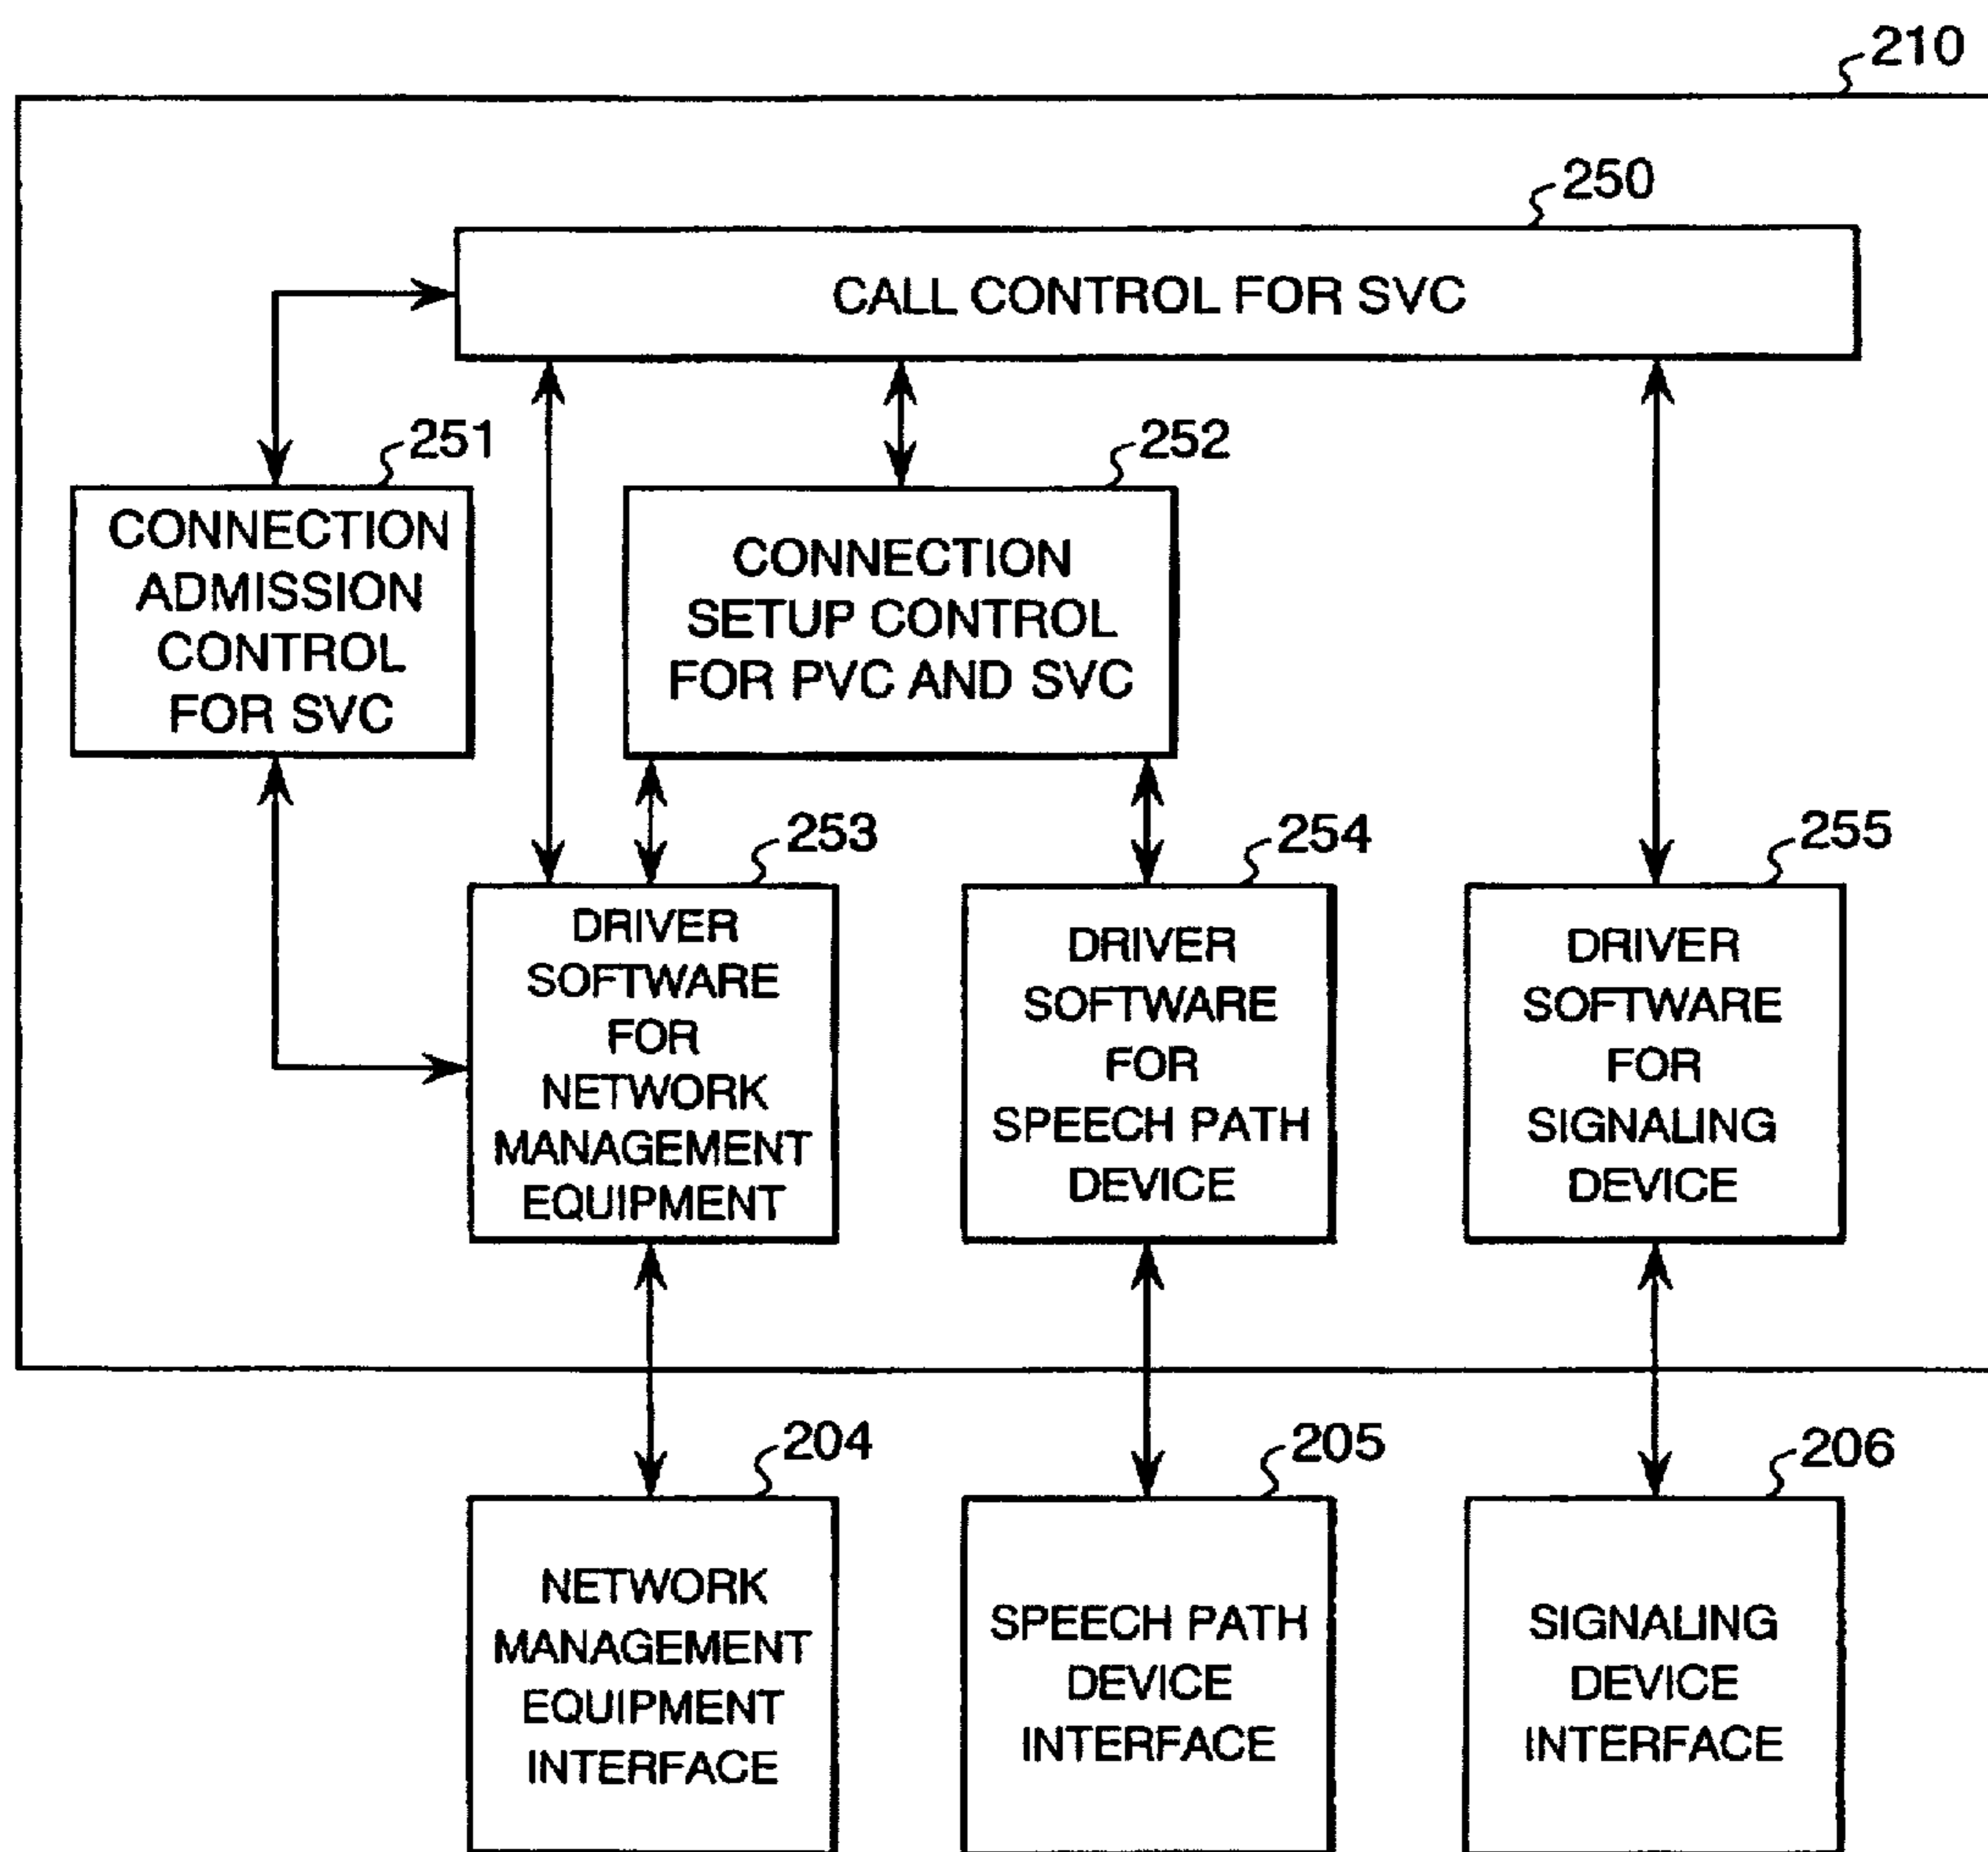 210
250
CALL CONTROL FOR SVC
251
CONNECTION
ADMISSION
CONTROL
FOR SVC
252
CONNECTION
SETUP CONTROL
FOR PVC AND SVC
253
DRIVER
SOFTWARE
FOR
NETWORK
MANAGEMENT
EQUIPMENT
254
DRIVER
SOFTWARE
FOR
SPEECH PATH
DEVICE
255
DRIVER
SOFTWARE
FOR
SIGNALING
DEVICE
204
NETWORK
MANAGEMENT
EQUIPMENT
INTERFACE
205
SPEECH PATH
DEVICE
INTERFACE
206
SIGNALING
DEVICE
INTERFACE